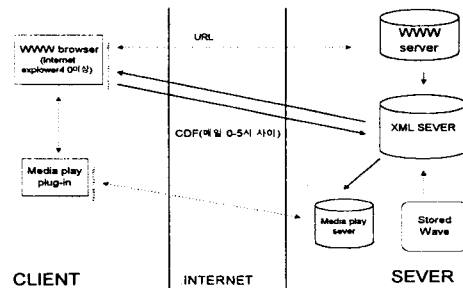 WWW browser
(Internet
explower4 0이상)
URL
WWW
server
XML SEVER
CDF(매일 0-5시 사이)
Media play
plug-in
Media play
sever
Stored
Wave
CLIENT
INTERNET
SEVER